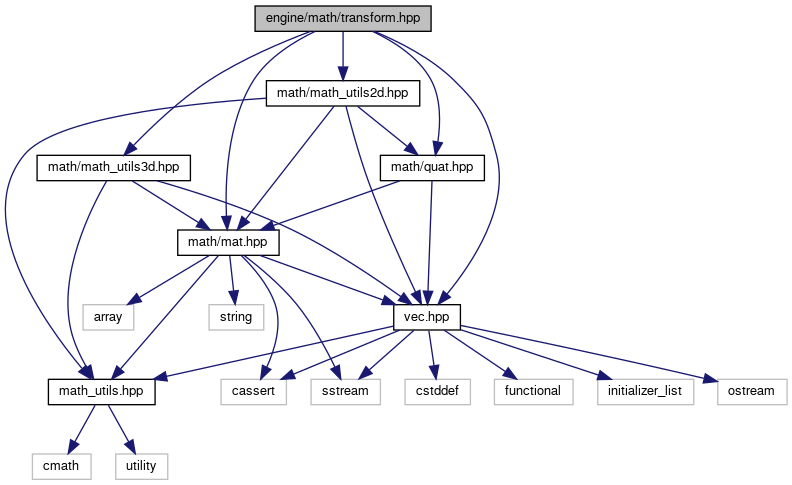 engine/math/transform.hpp
math/math_utils2d.hpp
math/math_utils3d.hpp
math/quat.hpp
math/mat.hpp
array
string
vec.hpp
math_utils.hpp
cassert
sstream
cstddef
functional
initializer_list
ostream
cmath
utility